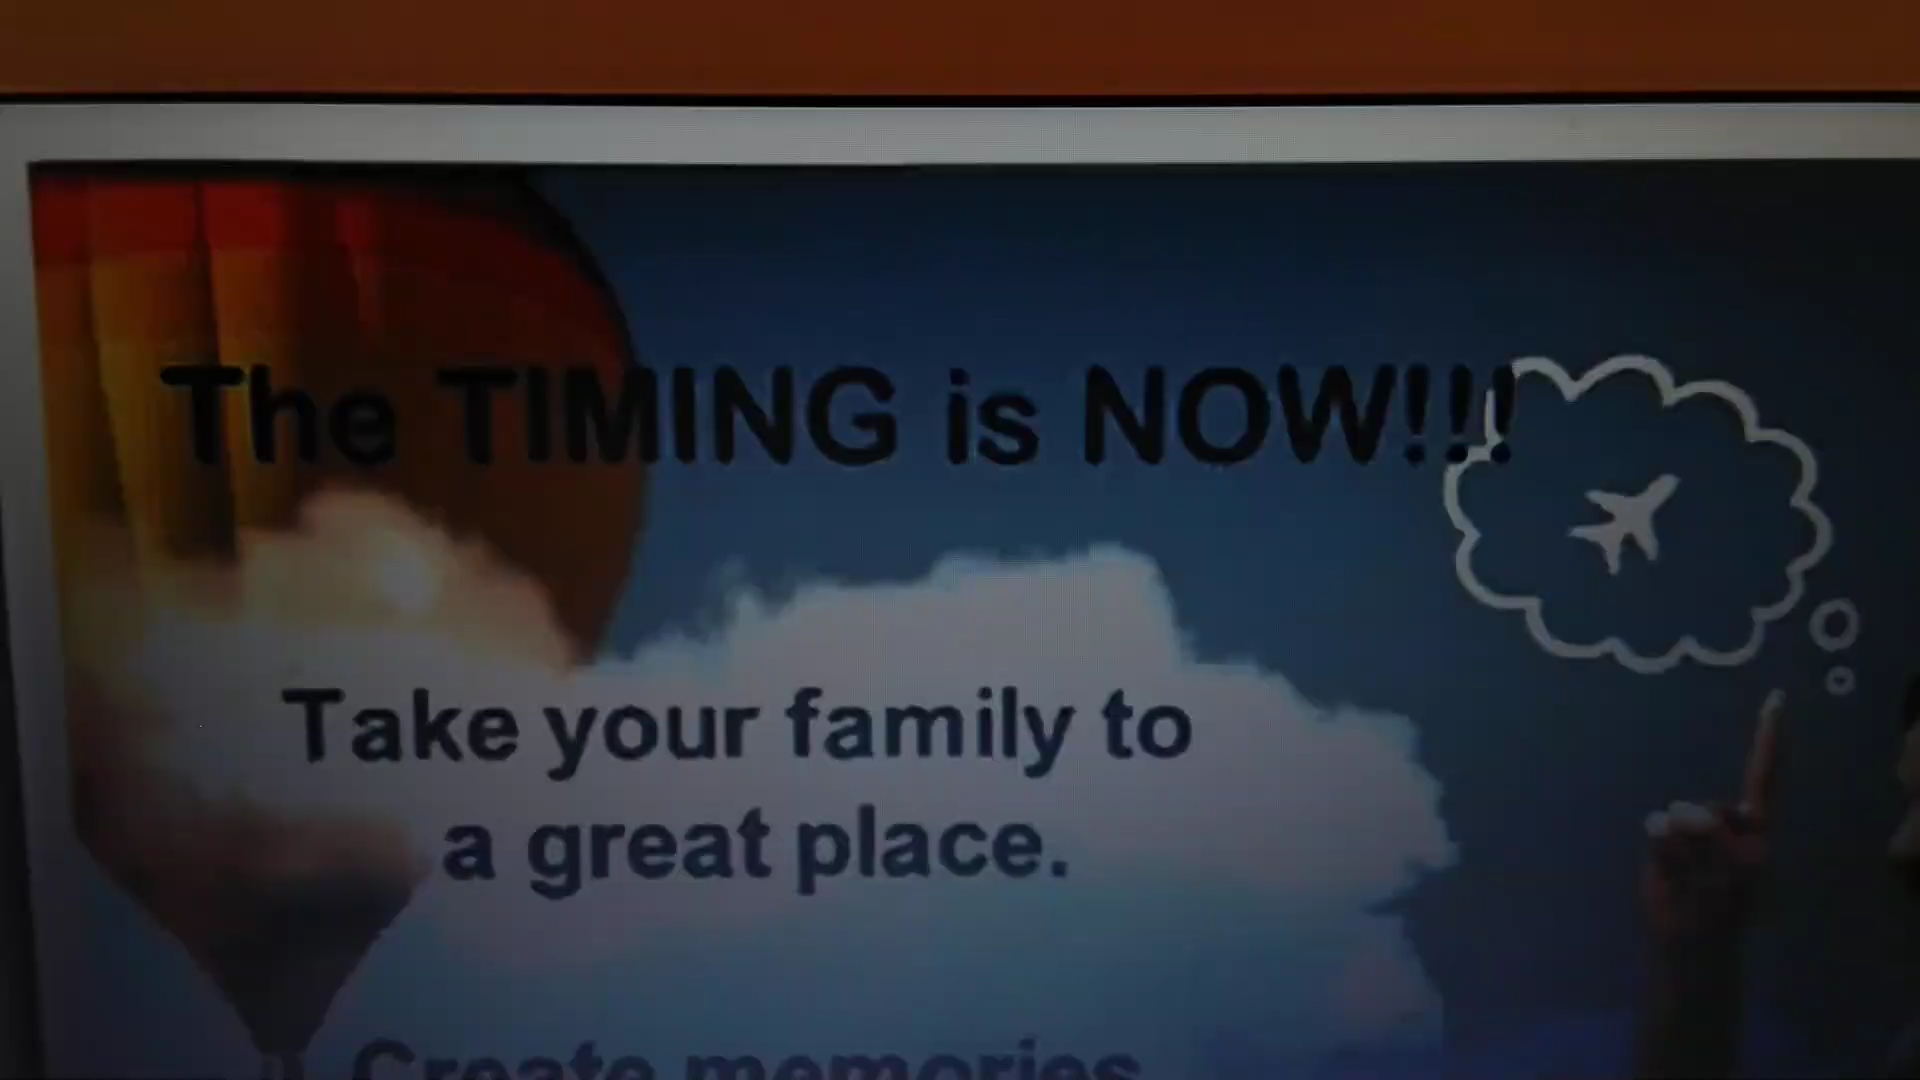 The TIMING is NOW!!!
Take your family to
a great place.
Create memories